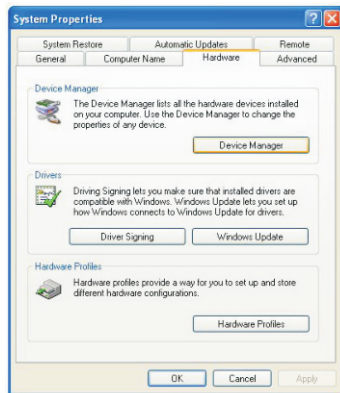 System Properties
System Restore Automatic Updates Remote
General Computer Name Hardware Advanced
Device Manager
The Device Manager lists all the hardware devices installed
on your computer. Use the Device Manager to change the
properties of any device.
Device Manager
Drivers
Driving Signing lets you make sure that installed drivers are
compatible with Windows. Windows Update lets you set up
how Windows connects to Windows Update for drivers.
Driver Signing Windows Update
Hardware Profiles
Hardware profiles provide a way for you to set up and store
different hardware configurations.
Hardware Profiles
OK Cancel Apply